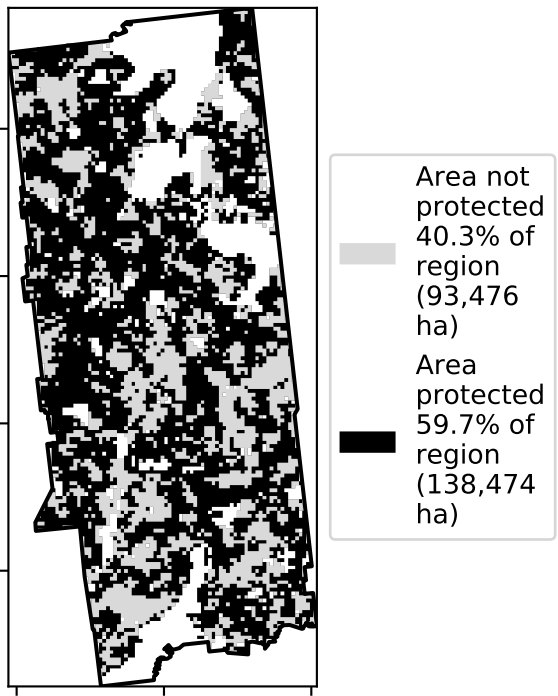 Area not
protected
40.3% of
region
(93,476
ha)
Area
protected
59.7% of
region
(138,474
ha)